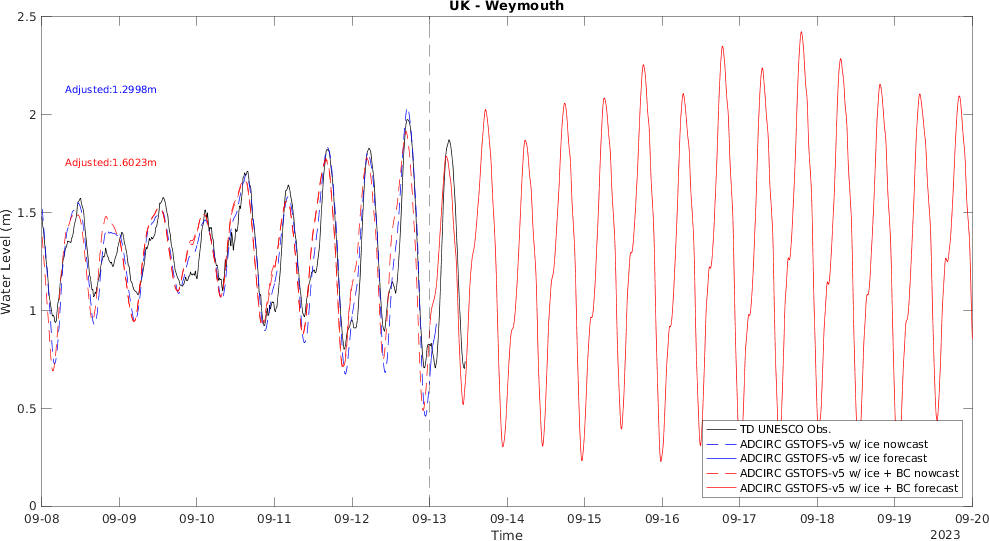 UK - Weymouth
2.5
2
1.5
1
0.5
0
Water Level (m)
Adjusted:1.2998m
Adjusted:1.6023m
TD UNESCO Obs.
ADCIRC GSTOFS-v5 w/ ice nowcast
ADCIRC GSTOFS-v5 w/ ice forecast
ADCIRC GSTOFS-v5 w/ ice + BC nowcast
ADCIRC GSTOFS-v5 w/ ice + BC forecast
09-08 09-09 09-10 09-11 09-12 09-13 09-14 09-15 09-16 09-17 09-18 09-19 09-20
Time
2023